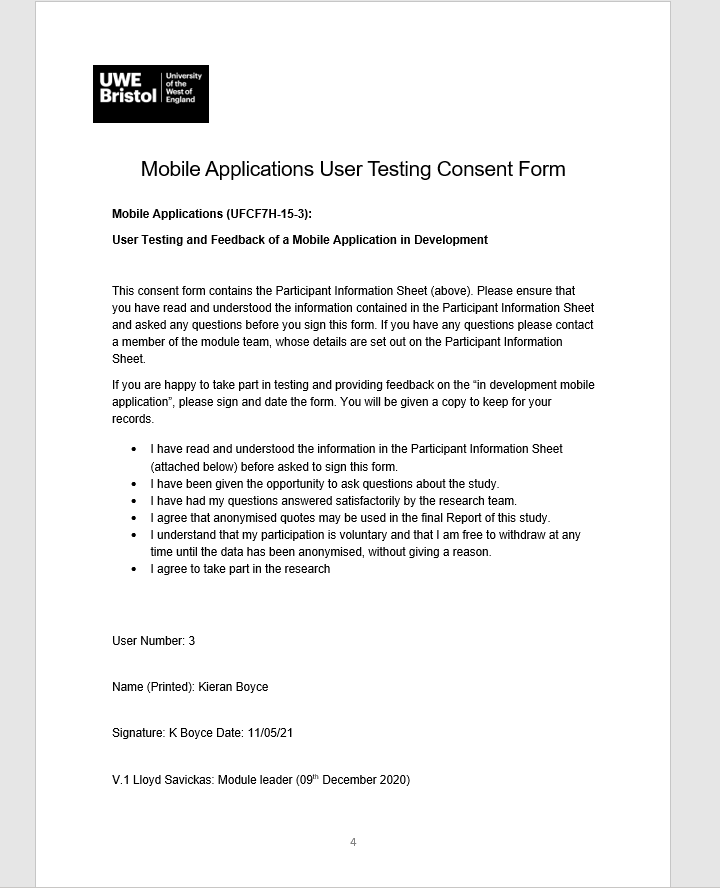 UWE
Bristol
University
of the
West of
England
Mobile Applications User Testing Consent Form
Mobile Applications (UFCF7H-15-3):
User Testing and Feedback of a Mobile Application in Development
This consent form contains the Participant Information Sheet (above). Please ensure that
you have read and understood the information contained in the Participant Information Sheet
and asked any questions before you sign this form. If you have any questions please contact
a member of the module team, whose details are set out on the Participant Information
Sheet.
If you are happy to take part in testing and providing feedback on the “in development mobile
application”, please sign and date the form. You will be given a copy to keep for your
records.
• I have read and understood the information in the Participant Information Sheet
(attached below) before asked to sign this form.
• I have been given the opportunity to ask questions about the study.
• I have had my questions answered satisfactorily by the research team.
• I agree that anonymised quotes may be used in the final Report of this study.
• I understand that my participation is voluntary and that I am free to withdraw at any
time until the data has been anonymised, without giving a reason.
• I agree to take part in the research
User Number: 3
Name (Printed): Kieran Boyce
Signature: K Boyce Date: 11/05/21
V.1 Lloyd Savickas: Module leader (09th December 2020)
4